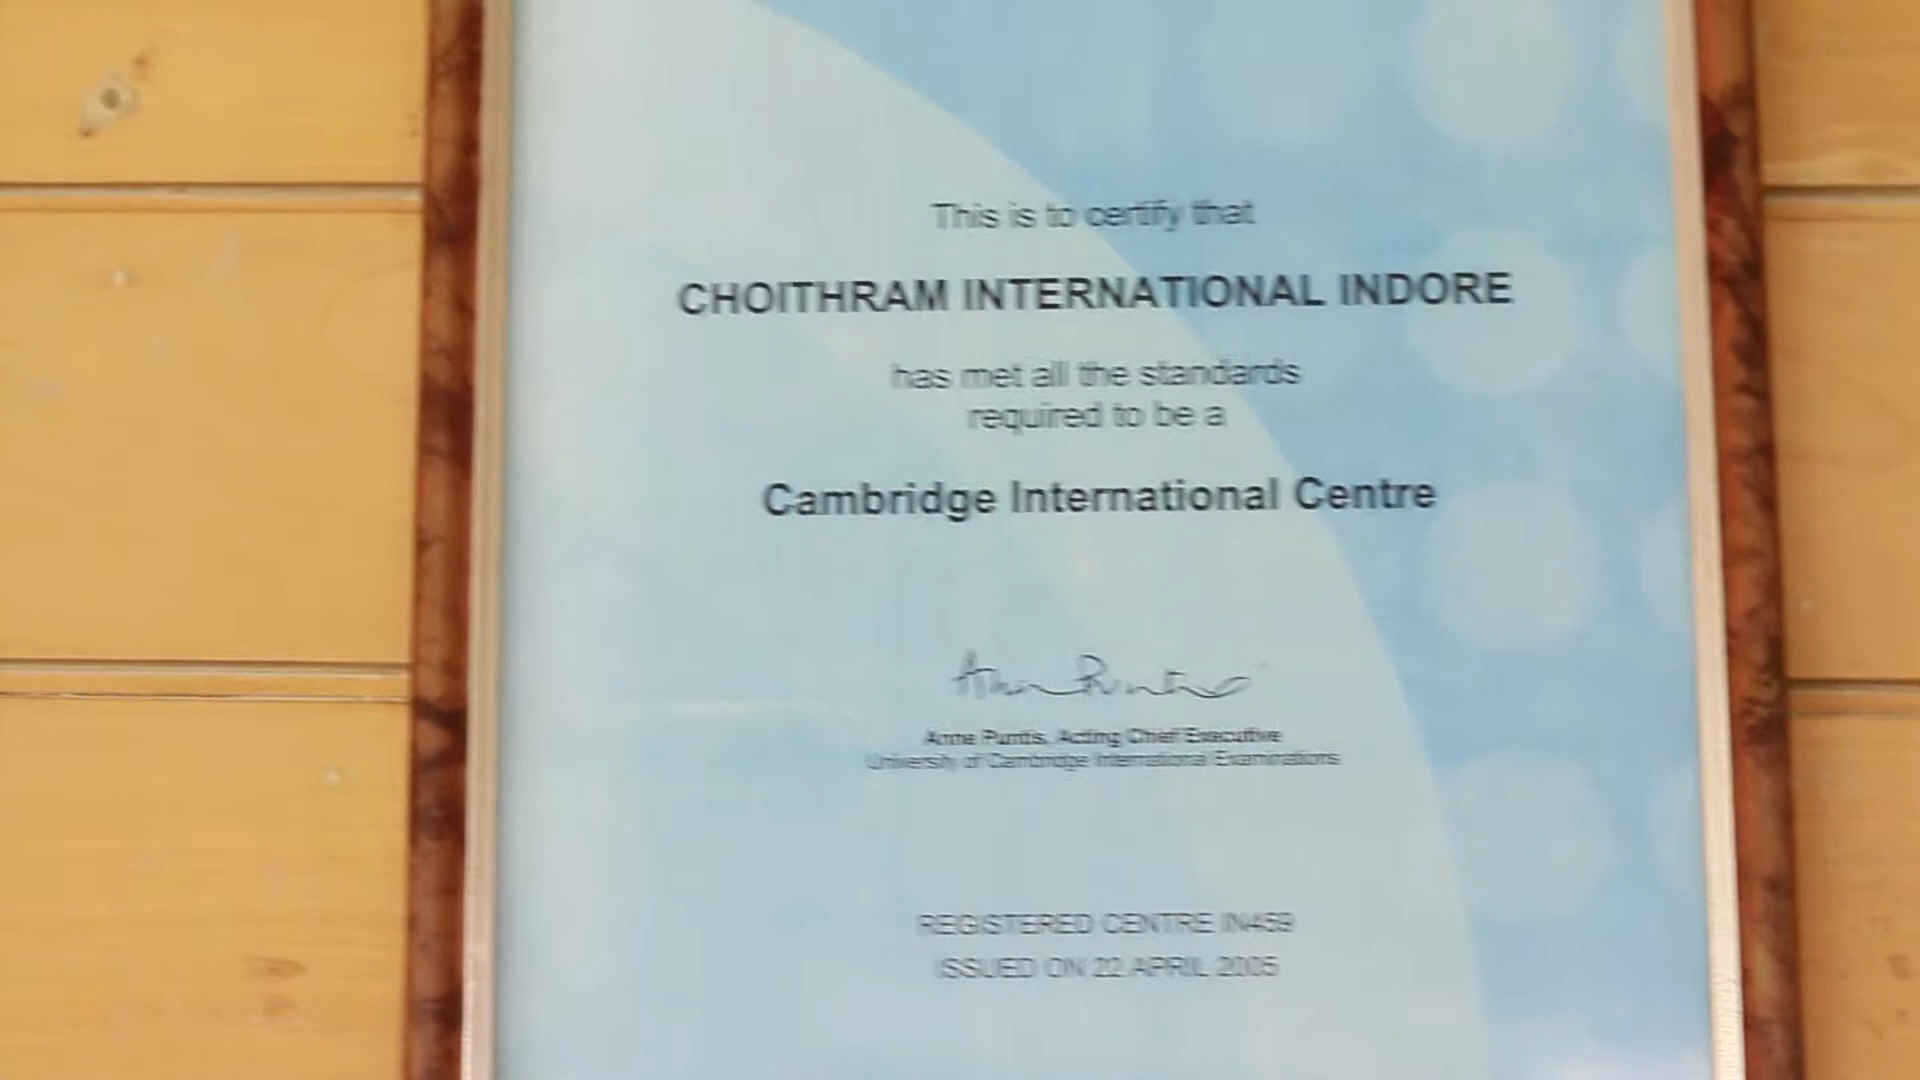 This is to certify that
CHOITHRAM INTERNATIONAL INDORE
has met all the standards
required to be a
Cambridge International Centre
Anne Puntis, Acting Chief Executive
University of Cambridge International Examinations
REGISTERED CENTRE IN459
ISSUED ON 22 APRIL 2005